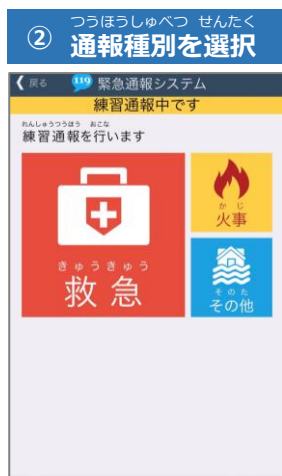 つうほうしゅべつ せんたく
② 通報種別を選択
戻る 119 緊急通報システム
練習通報中です
れんしゅうつうほう おこな
練習通報を行います
きゅうきゅう
救急
かじ
火事
そのた
その他